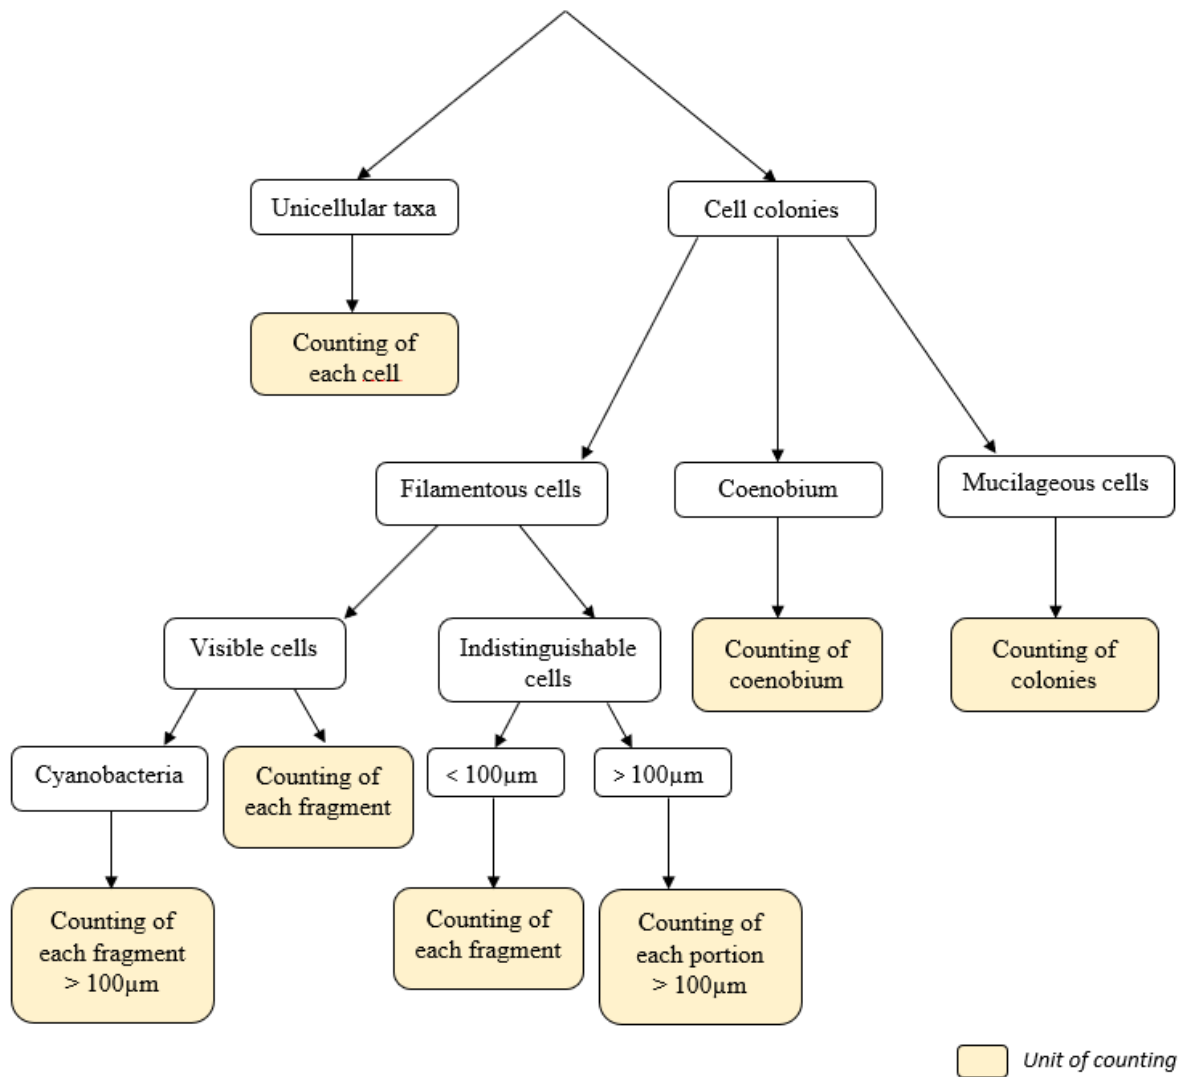 Unicellular taxa
Cell colonies
Counting of
each cell
Filamentous cells
Coenobium
Mucilageous cells
Visible cells
Indistinguishable
cells
Counting of
coenobium
Counting of
colonies
Cyanobacteria
Counting of
each fragment
< 100µm
> 100µm
Counting of
each fragment
> 100µm
Counting of
each fragment
Counting of
each portion
> 100µm
Unit of counting